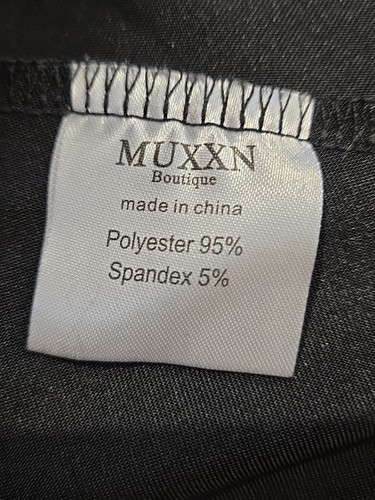 MUXXN
Boutique
made in china
Polyester 95%
Spandex 5%